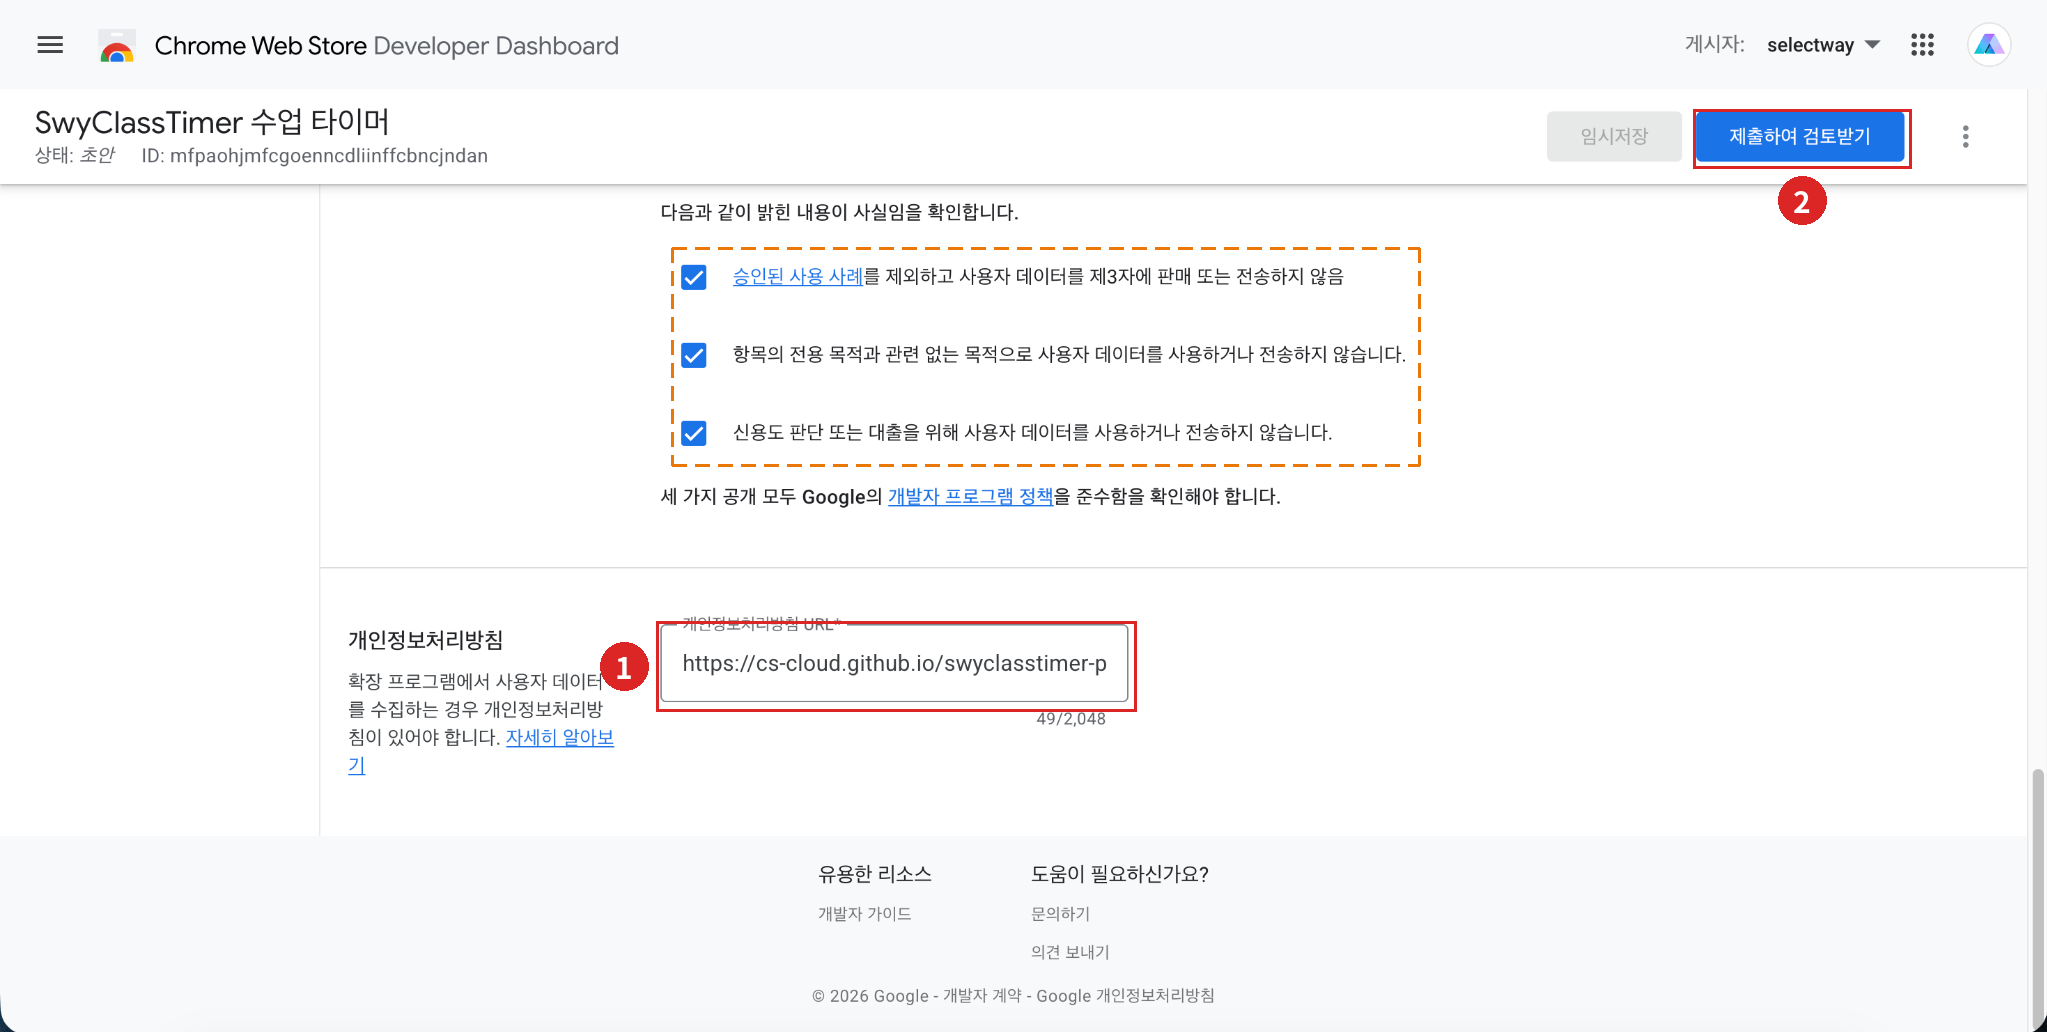 Chrome Web Store Developer Dashboard
게시자: selectway
SwyClassTimer 수업 타이머
상태: 초안 ID: mfpaohjmfcgoenncdliinffcbncjndan
임시저장
제출하여 검토받기
2
다음과 같이 밝힌 내용이 사실임을 확인합니다.
승인된 사용 사례를 제외하고 사용자 데이터를 제3자에 판매 또는 전송하지 않음
항목의 전용 목적과 관련 없는 목적으로 사용자 데이터를 사용하거나 전송하지 않습니다.
신용도 판단 또는 대출을 위해 사용자 데이터를 사용하거나 전송하지 않습니다.
세 가지 공개 모두 Google의 개발자 프로그램 정책을 준수함을 확인해야 합니다.
개인정보처리방침
확장 프로그램에서 사용자 데이터
를 수집하는 경우 개인정보처리방
침이 있어야 합니다. 자세히 알아보
기
1
개인정보처리방침 URL*
https://cs-cloud.github.io/swyclasstimer-p
49/2,048
유용한 리소스
개발자 가이드
도움이 필요하신가요?
문의하기
의견 보내기
© 2026 Google - 개발자 계약 - Google 개인정보처리방침